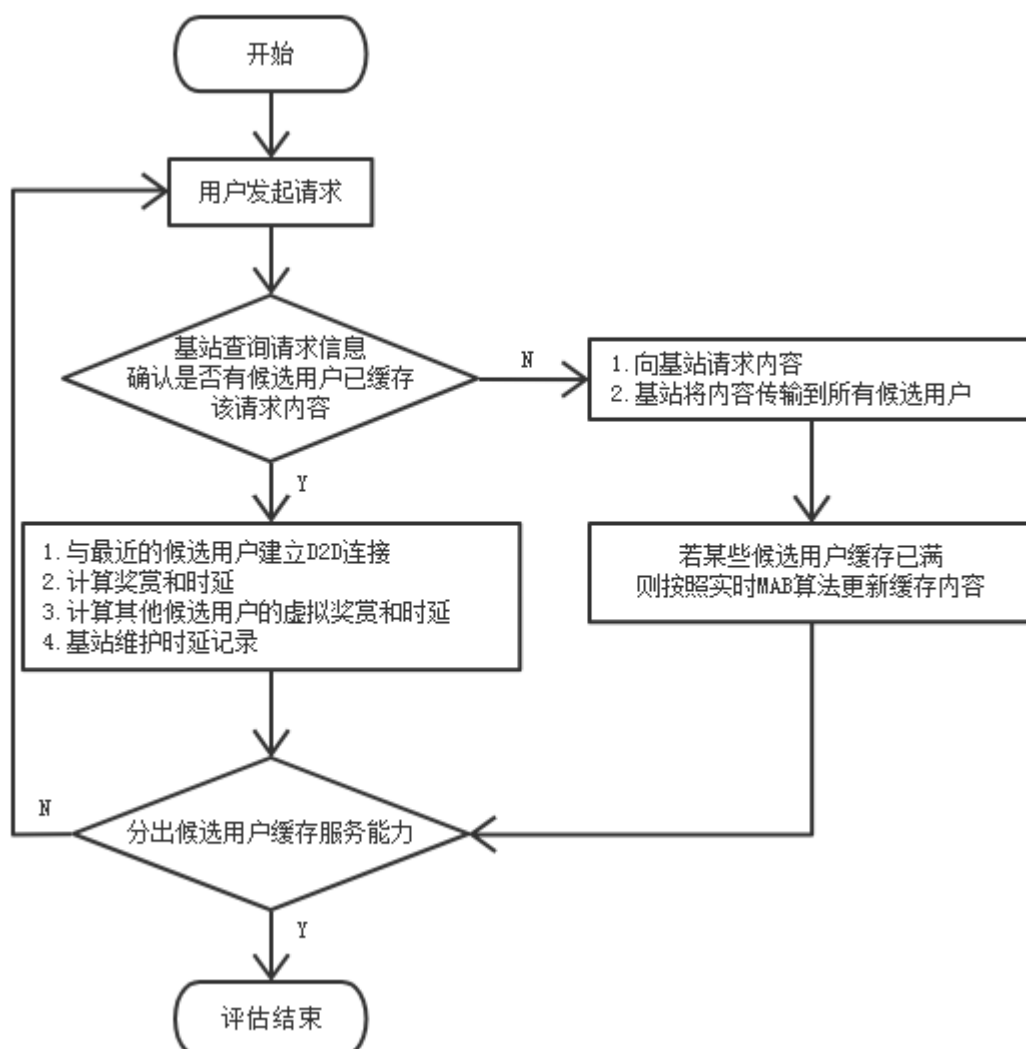 开始
用户发起请求
基站查询请求信息
确认是否有候选用户已缓存
该请求内容
N
1.向基站请求内容
2.基站将内容传输到所有候选用户
Y
1.与最近的候选用户建立D2D连接
2.计算奖赏和时延
3.计算其他候选用户的虚拟奖赏和时延
4.基站维护时延记录
若某些候选用户缓存已满
则按照实时MAB算法更新缓存内容
N
分出候选用户缓存服务能力
Y
评估结束